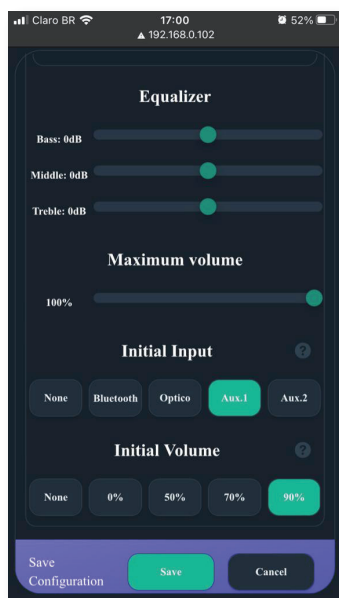 Claro BR 17:00 52%
192.168.0.102
Equalizer
Bass: 0dB
Middle: 0dB
Treble: 0dB
Maximum volume
100%
Initial Input ?
None Bluetooth Optico Aux.1 Aux.2
Initial Volume ?
None 0% 50% 70% 90%
Save
Configuration Save Cancel